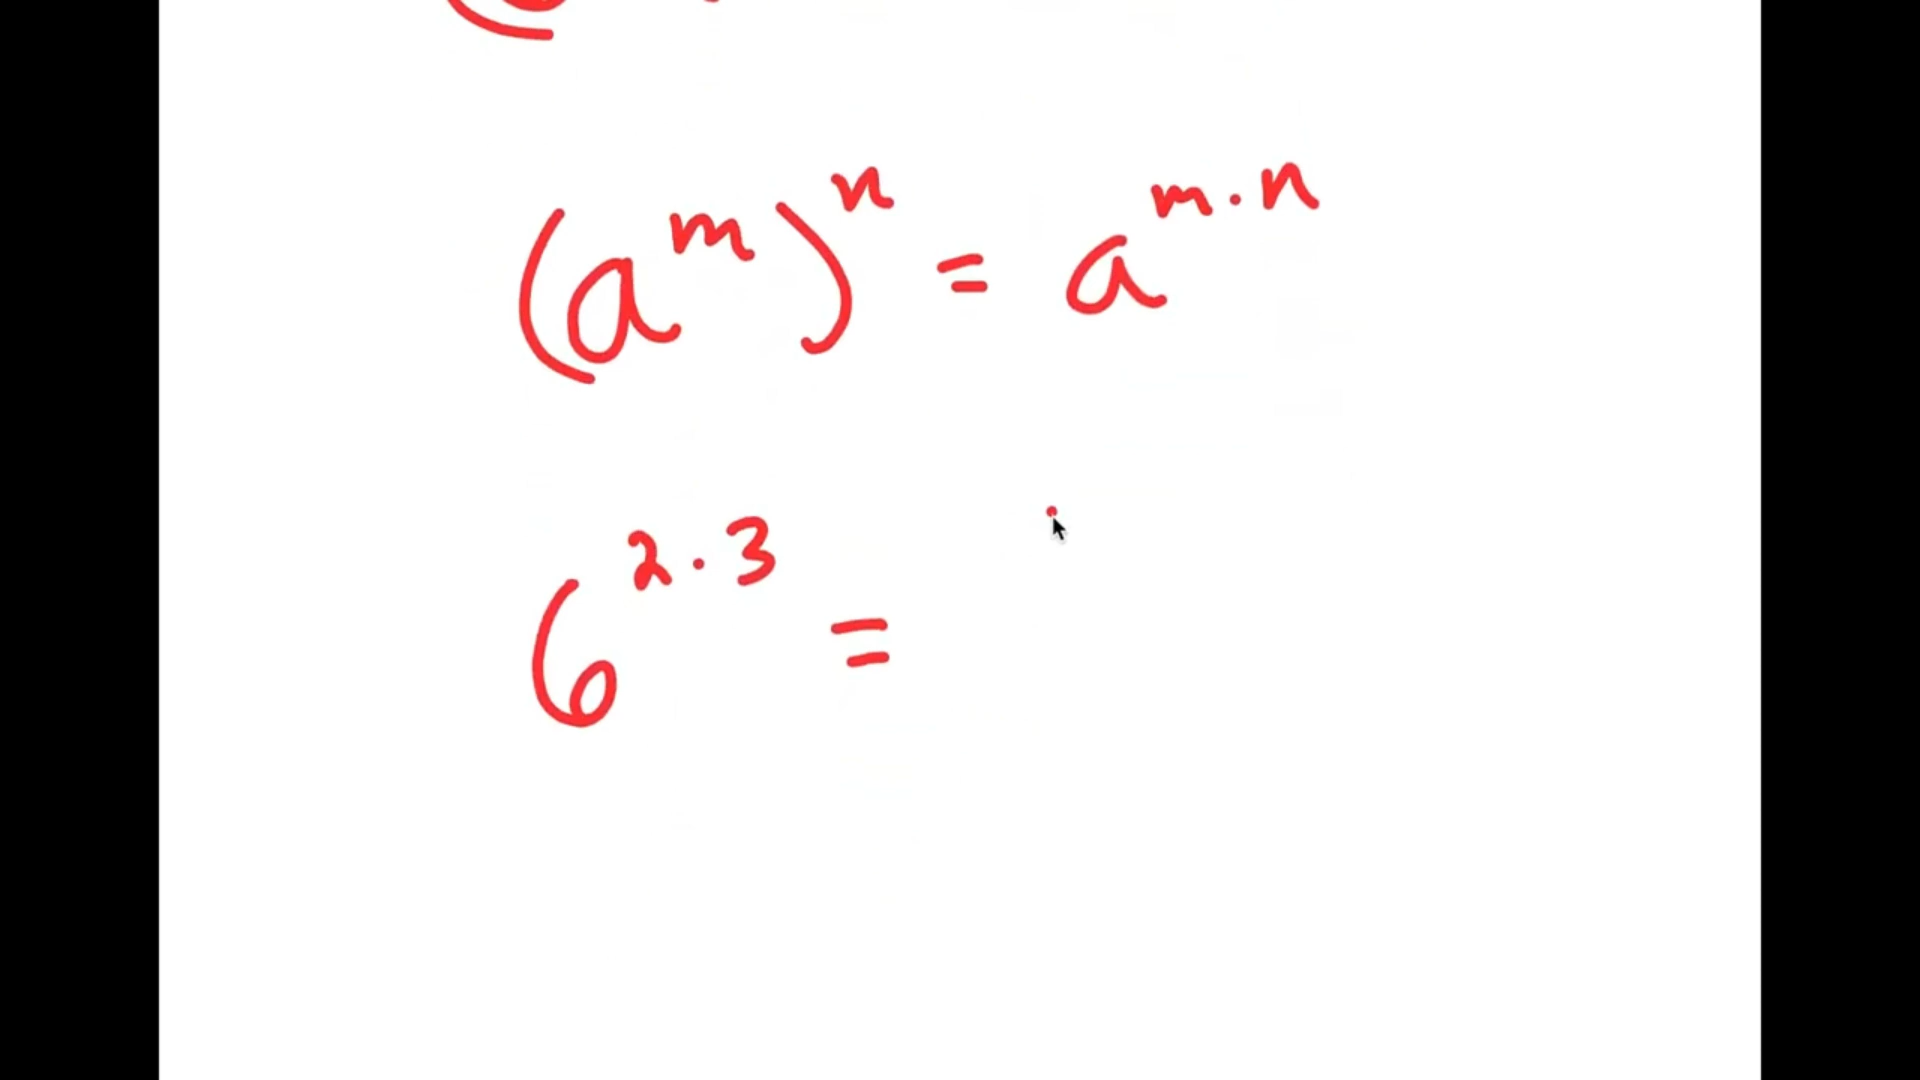 (a^m)^n = a^{m·n}
6^{2·3} =